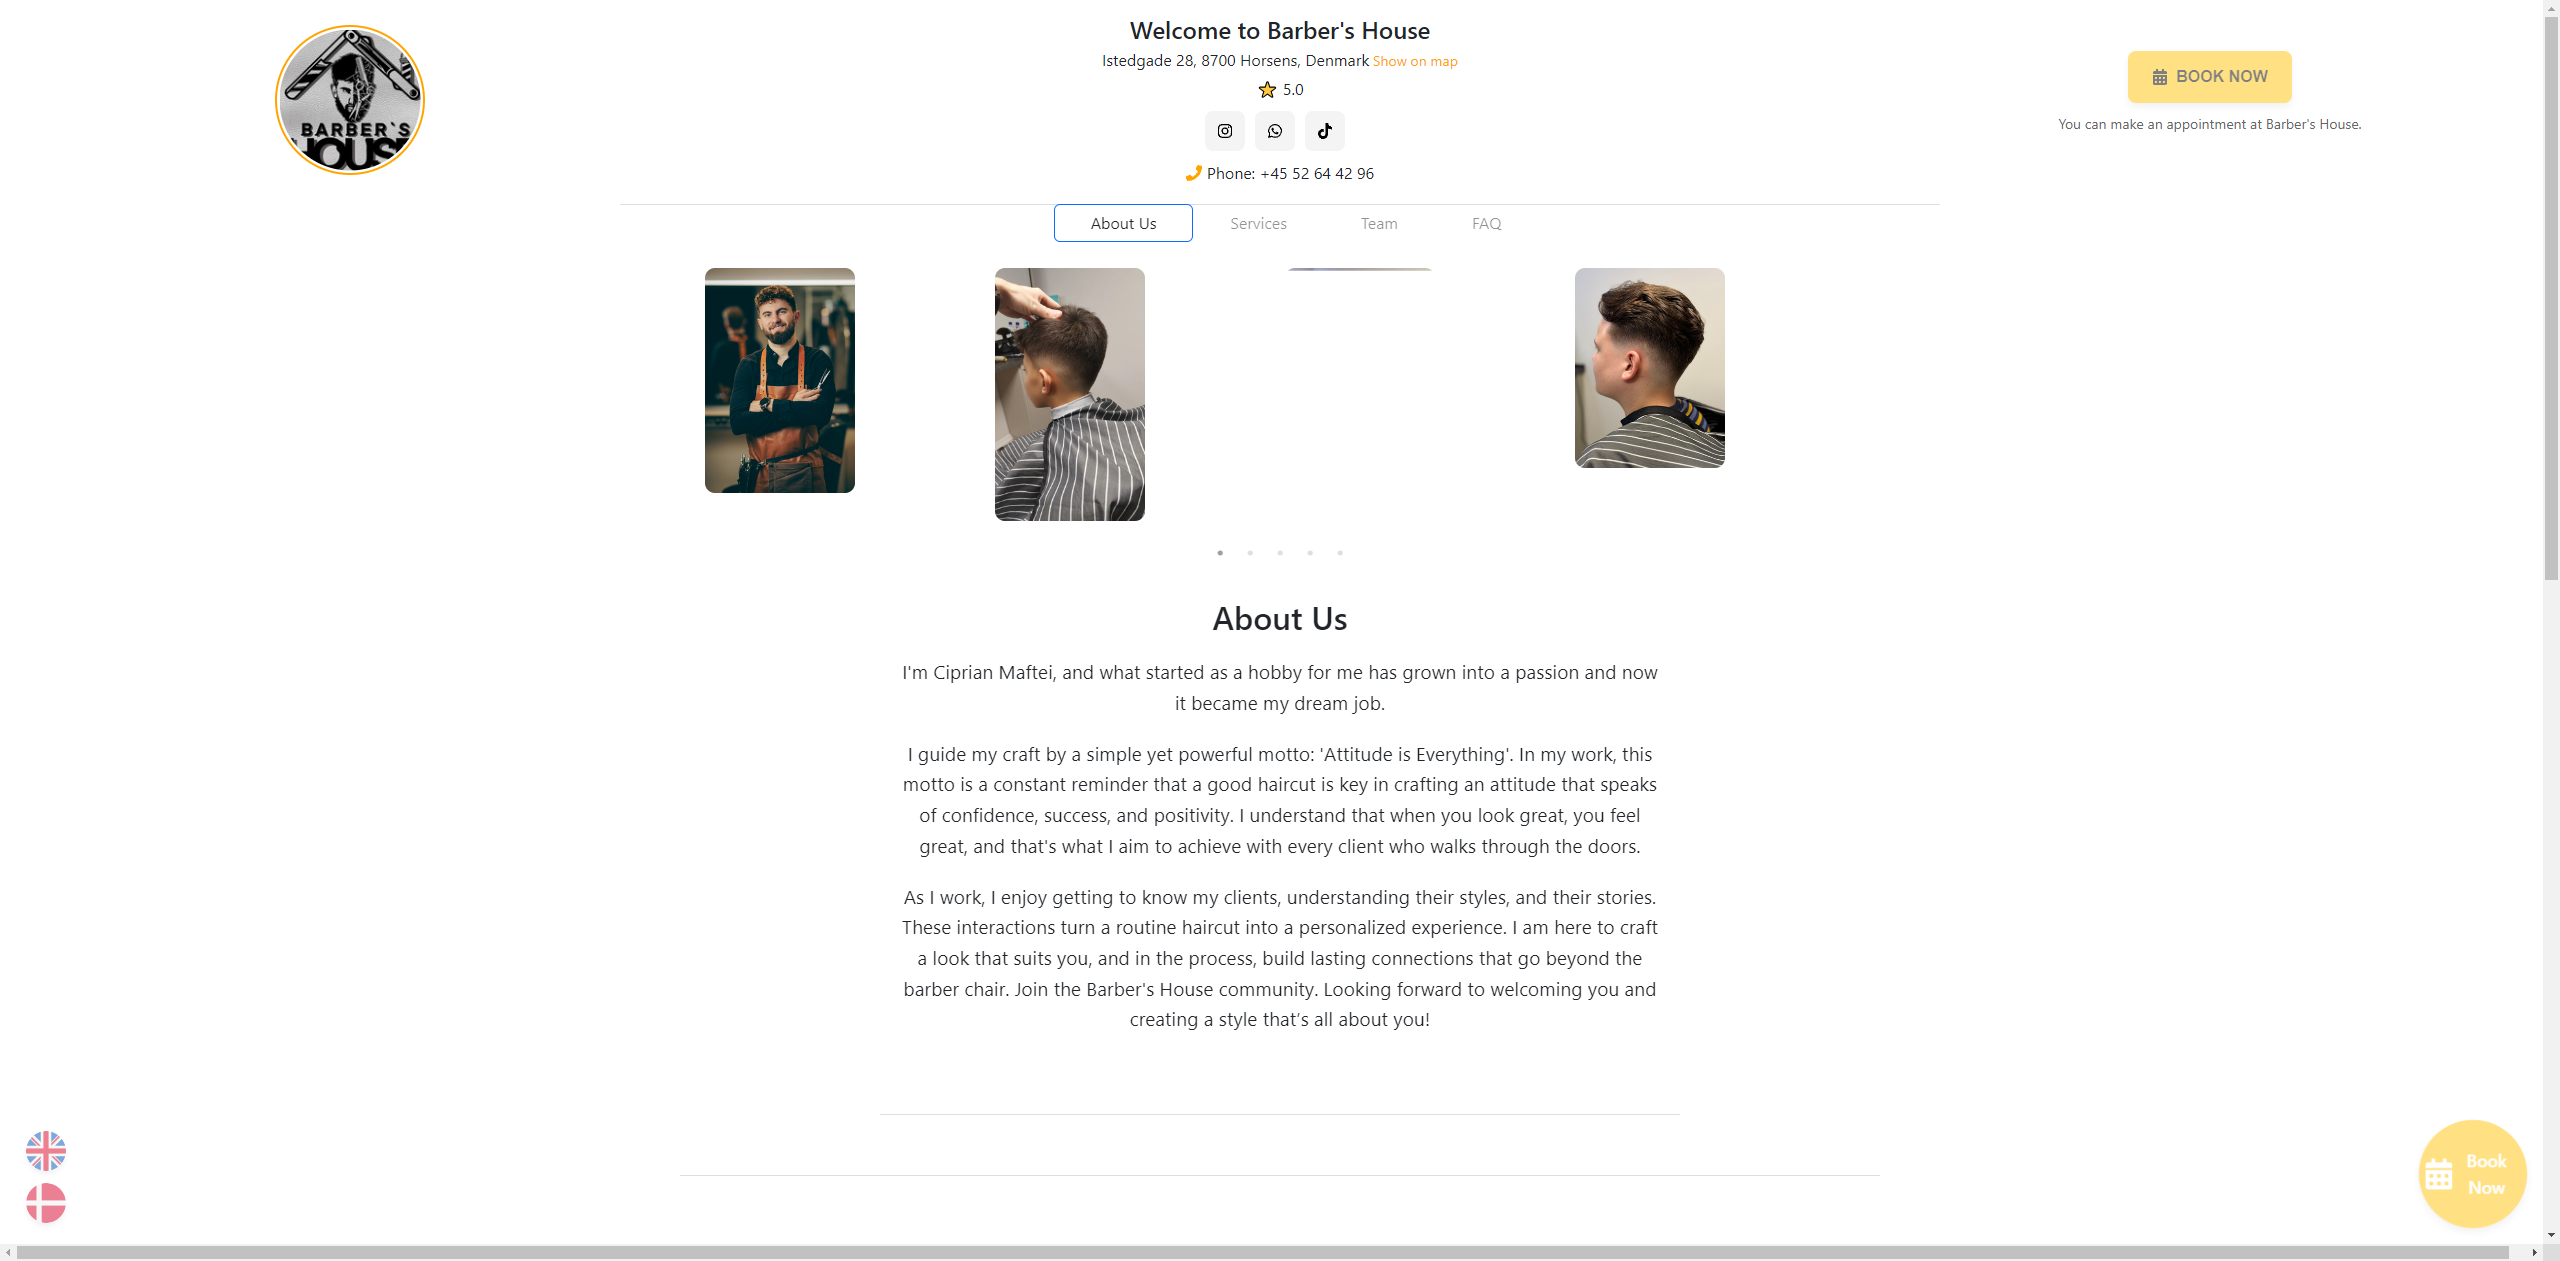 BARBER`S
HOUSE
Welcome to Barber's House
Istedgade 28, 8700 Horsens, Denmark Show on map
5.0
Phone: +45 52 64 42 96
BOOK NOW
You can make an appointment at Barber's House.
About Us
Services
Team
FAQ
About Us
I'm Ciprian Maftei, and what started as a hobby for me has grown into a passion and now
it became my dream job.
I guide my craft by a simple yet powerful motto: 'Attitude is Everything'. In my work, this
motto is a constant reminder that a good haircut is key in crafting an attitude that speaks
of confidence, success, and positivity. I understand that when you look great, you feel
great, and that's what I aim to achieve with every client who walks through the doors.
As I work, I enjoy getting to know my clients, understanding their styles, and their stories.
These interactions turn a routine haircut into a personalized experience. I am here to craft
a look that suits you, and in the process, build lasting connections that go beyond the
barber chair. Join the Barber's House community. Looking forward to welcoming you and
creating a style that’s all about you!
Book
Now